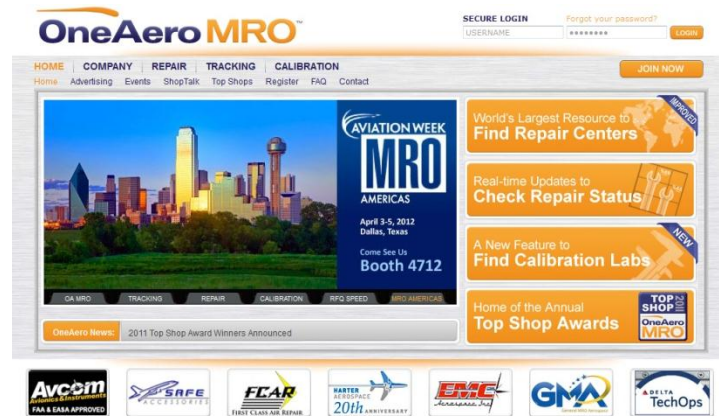 OneAero MRO™
SECURE LOGIN
Forgot your password?
USERNAME
LOGIN
HOME COMPANY REPAIR TRACKING CALIBRATION
Home Advertising Events ShopTalk Top Shops Register FAQ Contact
JOIN NOW
AVIATION WEEK
MRO
AMERICAS
April 3-5, 2012
Dallas, Texas
Come See Us
Booth 4712
OA MRO TRACKING REPAIR CALIBRATION RFQ SPEED MRO AMERICAS
OneAero News: 2011 Top Shop Award Winners Announced
World's Largest Resource to
Find Repair Centers
IMPROVED
Real-time Updates to
Check Repair Status
A New Feature to
Find Calibration Labs
NEW
Home of the Annual
Top Shop Awards
TOP
SHOP
2011
OneAero
MRO
Avcom
Avionics & Instruments
FAA & EASA APPROVED
SAFE
ACCESSORIES
FCAR
FIRST CLASS AIR REPAIR
HARTER
AEROSPACE
20th ANNIVERSARY
EMC
Aerospace Inc
GMA
DELTA
TechOps